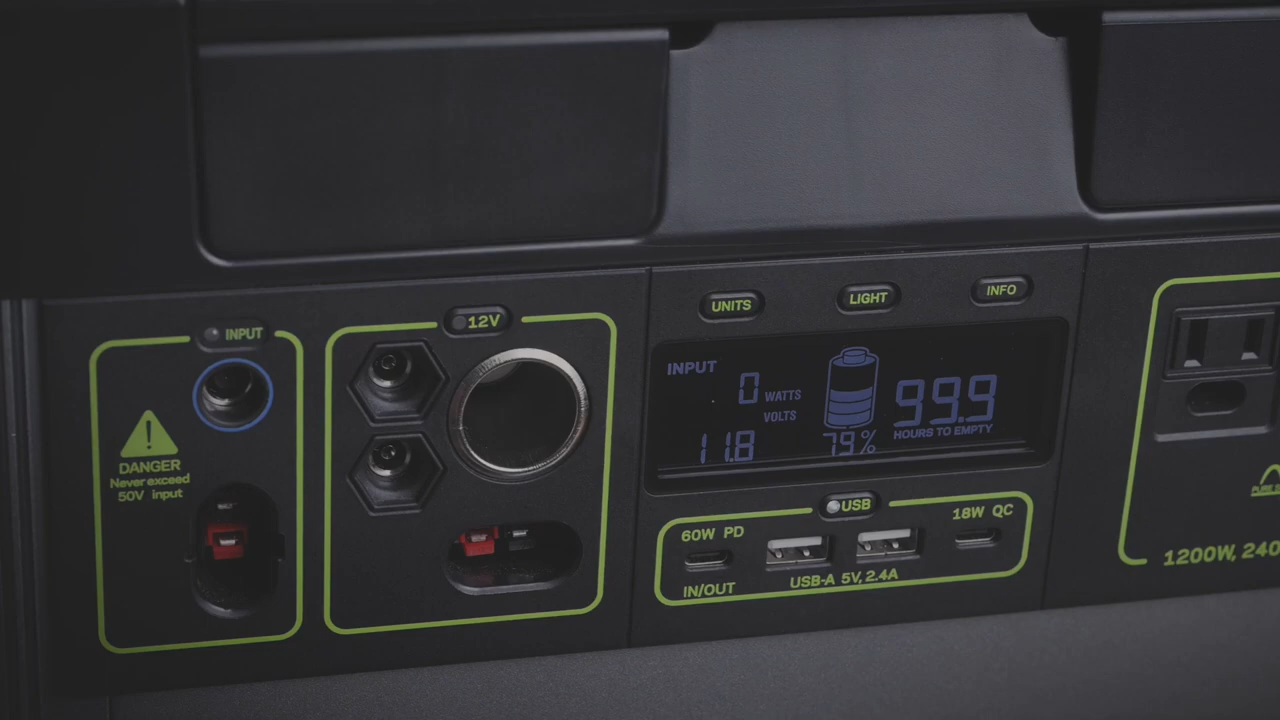 INPUT
DANGER
Never exceed
50V input
12V
UNITS
LIGHT
INFO
INPUT
0 WATTS
VOLTS
11.8
79%
99.9
HOURS TO EMPTY
USB
60W PD
18W QC
IN/OUT
USB-A 5V, 2.4A
PURE S
1200W, 240